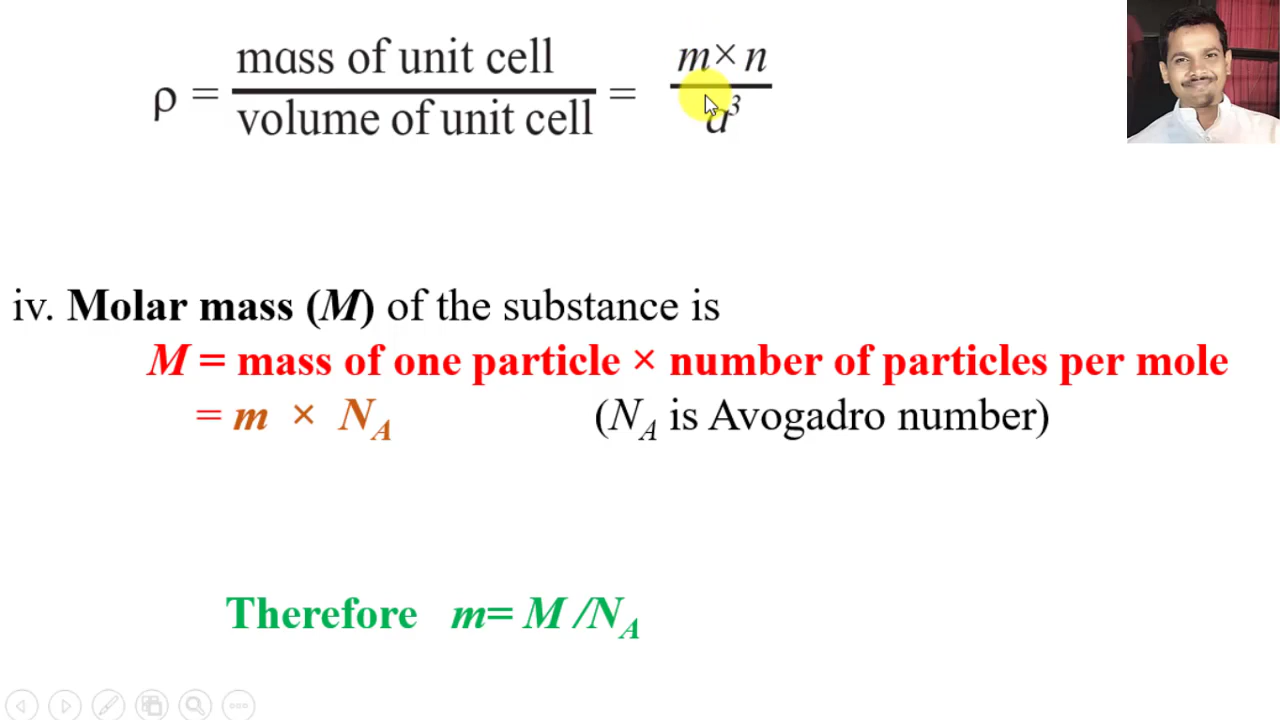 ρ = mass of unit cell / volume of unit cell = m × n / a³
iv. Molar mass (M) of the substance is
M = mass of one particle × number of particles per mole
= m × N_A (N_A is Avogadro number)
Therefore m= M /N_A